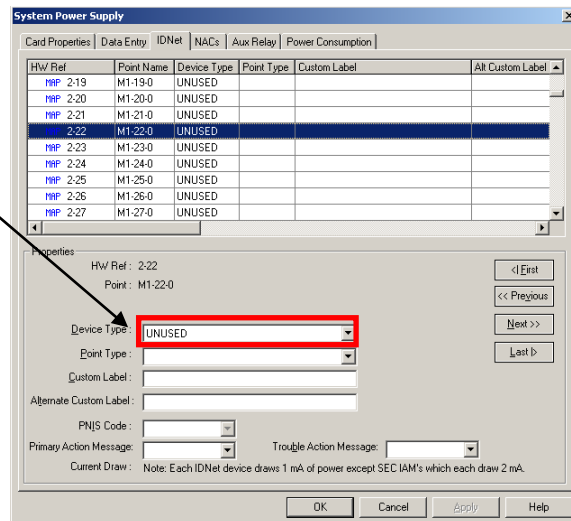 System Power Supply
Card Properties Data Entry IDNet NACs Aux Relay Power Consumption
HW Ref Point Name Device Type Point Type Custom Label Alt Custom Label
MAP 2-19 M1-19-0 UNUSED
MAP 2-20 M1-20-0 UNUSED
MAP 2-21 M1-21-0 UNUSED
MAP 2-22 M1-22-0 UNUSED
MAP 2-23 M1-23-0 UNUSED
MAP 2-24 M1-24-0 UNUSED
MAP 2-25 M1-25-0 UNUSED
MAP 2-26 M1-26-0 UNUSED
MAP 2-27 M1-27-0 UNUSED
Properties
HW Ref : 2-22
Point : M1-22-0
Device Type : UNUSED
Point Type :
Custom Label :
Alternate Custom Label :
PNIS Code :
Primary Action Message: Trouble Action Message:
Current Draw : Note: Each IDNet device draws 1 mA of power except SEC IAM's which each draw 2 mA.
<| First
<< Previous
Next >>
Last |>
OK Cancel Apply Help